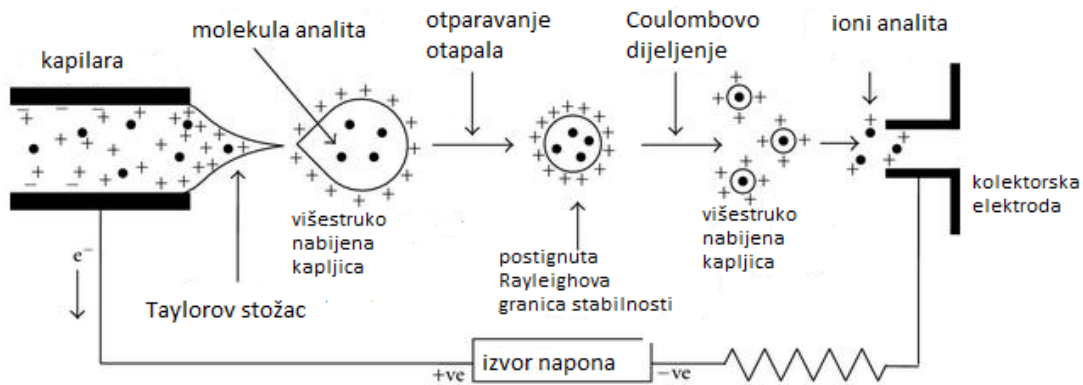 kapilara
molekula analita
otparavanje
otapala
Coulombovo
dijeljenje
ioni analita
višestruko
nabijena
kapljica
postignuta
Rayleighova
granica stabilnosti
višestruko
nabijena
kapljica
kolektorska
elektroda
e⁻
Taylorov stožac
+ve
izvor napona
−ve